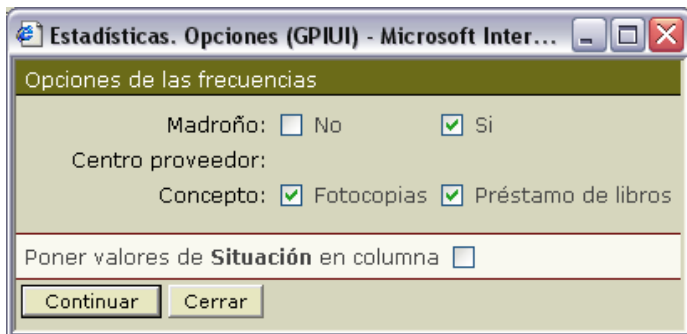 Estadísticas. Opciones (GPIUI) - Microsoft Inter...
Opciones de las frecuencias
Madroño: No Si
Centro proveedor:
Concepto: Fotocopias Préstamo de libros
Poner valores de Situación en columna
Continuar Cerrar